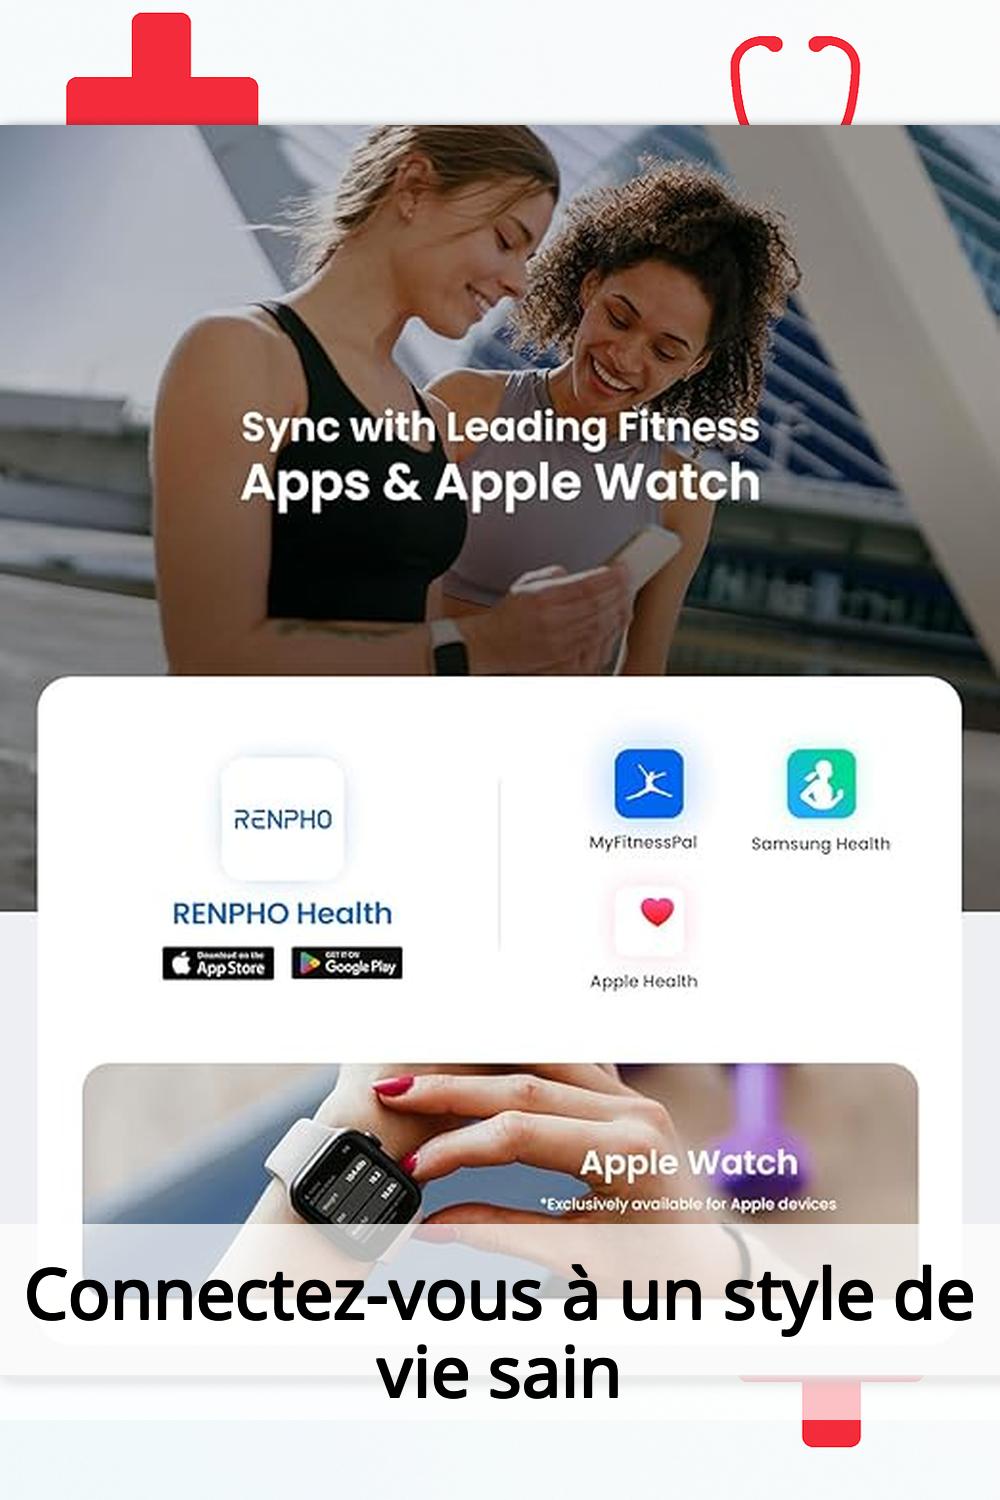 Sync with Leading Fitness
Apps & Apple Watch
RENPHO
RENPHO Health
Download on the
App Store
GET IT ON
Google Play
MyFitnessPal
Samsung Health
Apple Health
Apple Watch
*Exclusively available for Apple devices
Connectez-vous à un style de
vie sain